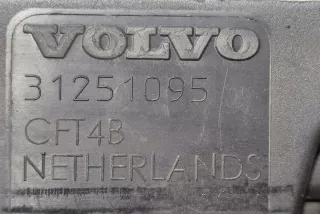 VOLVO
31251095
CFT4B
NETHERLANDS